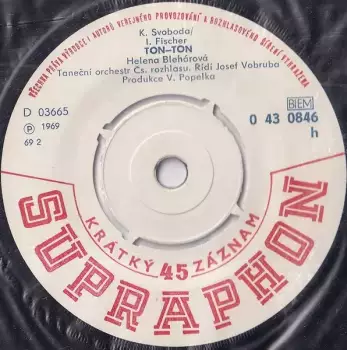 VŠECHNA PRÁVA VÝROBCE I AUTORŮ VEŘEJNÉHO PROVOZOVÁNÍ A ROZHLASOVÉHO ŠÍŘENÍ VYHRAŽENA
K. Svoboda/
I. Fischer
TON—TON
Helena Blehárová
Taneční orchestr Čs. rozhlasu. Řídí Josef Vobruba
Produkce V. Popelka
D 03665
Ⓟ 1969
69 2
BIEM
0 43 0846
h
KRÁTKÝ 45 ZÁZNAM
SUPRAPHON